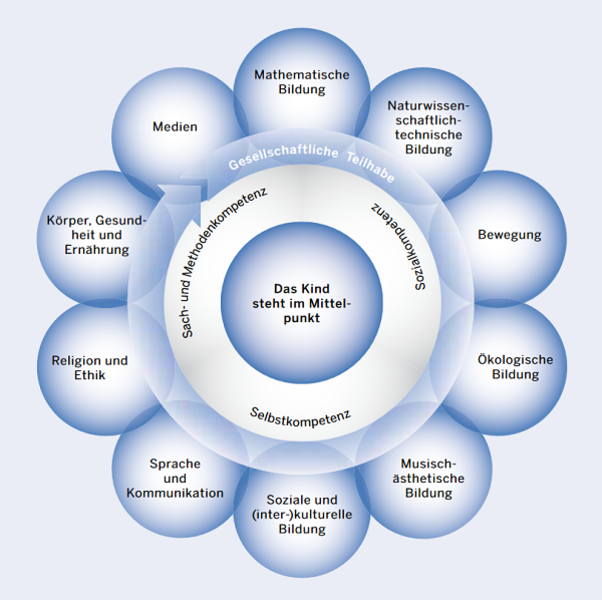 Mathematische
Bildung
Naturwissen-
schaftlich-
technische
Bildung
Bewegung
Ökologische
Bildung
Musisch-
ästhetische
Bildung
Soziale und
(inter-)kulturelle
Bildung
Sprache
und
Kommunikation
Religion und
Ethik
Körper, Gesund-
heit und
Ernährung
Medien
Gesellschaftliche Teilhabe
Sach- und Methodenkompetenz
Sozialkompetenz
Selbstkompetenz
Das Kind
steht im Mittel-
punkt